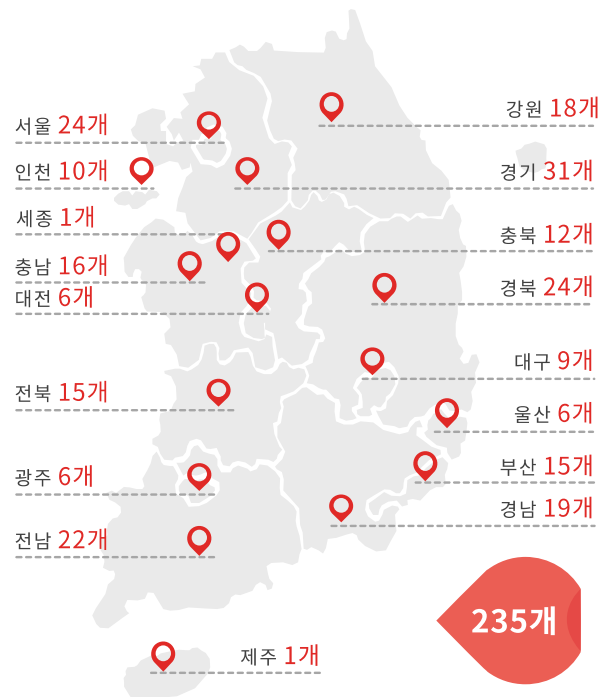 서울 24개
인천 10개
세종 1개
충남 16개
대전 6개
전북 15개
광주 6개
전남 22개
강원 18개
경기 31개
충북 12개
경북 24개
대구 9개
울산 6개
부산 15개
경남 19개
235개
제주 1개